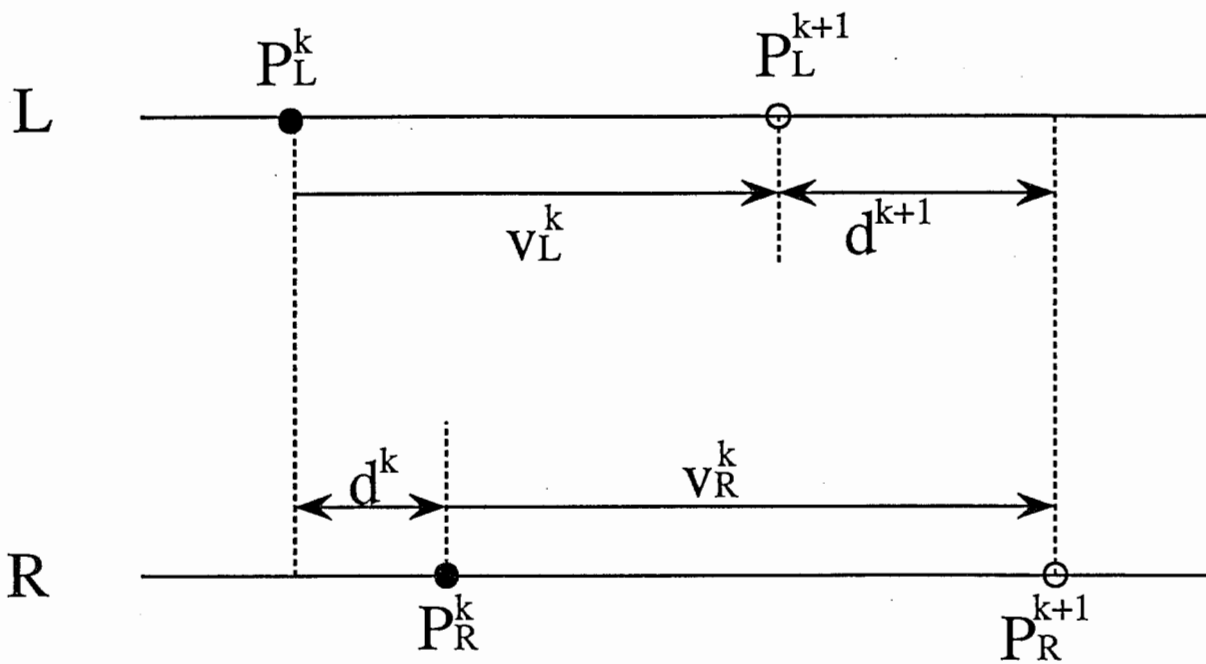 P_L^k
P_L^{k+1}
L
v_L^k
d^{k+1}
d^k
v_R^k
R
P_R^k
P_R^{k+1}